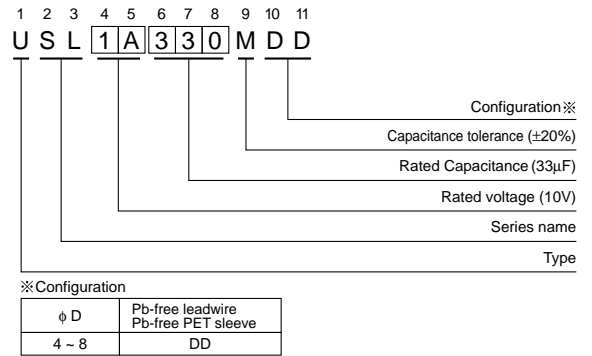 1 2 3 4 5 6 7 8 9 10 11
U S L 1 A 3 3 0 M D D
Configuration※
Capacitance tolerance (±20%)
Rated Capacitance (33µF)
Rated voltage (10V)
Series name
Type
※Configuration
ϕ D
Pb-free leadwire
Pb-free PET sleeve
4 ~ 8 DD